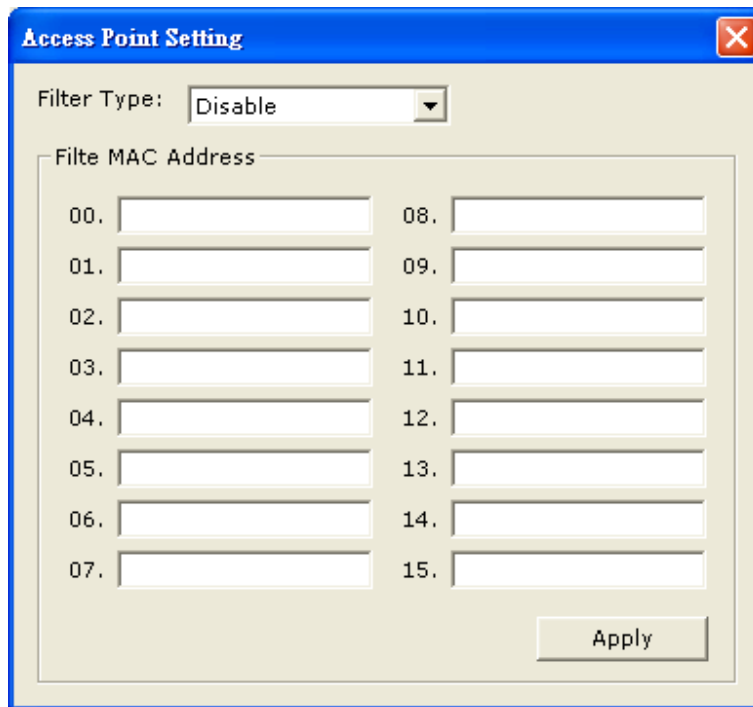 Access Point Setting
Filter Type: Disable
Filte MAC Address
00. 08.
01. 09.
02. 10.
03. 11.
04. 12.
05. 13.
06. 14.
07. 15.
Apply